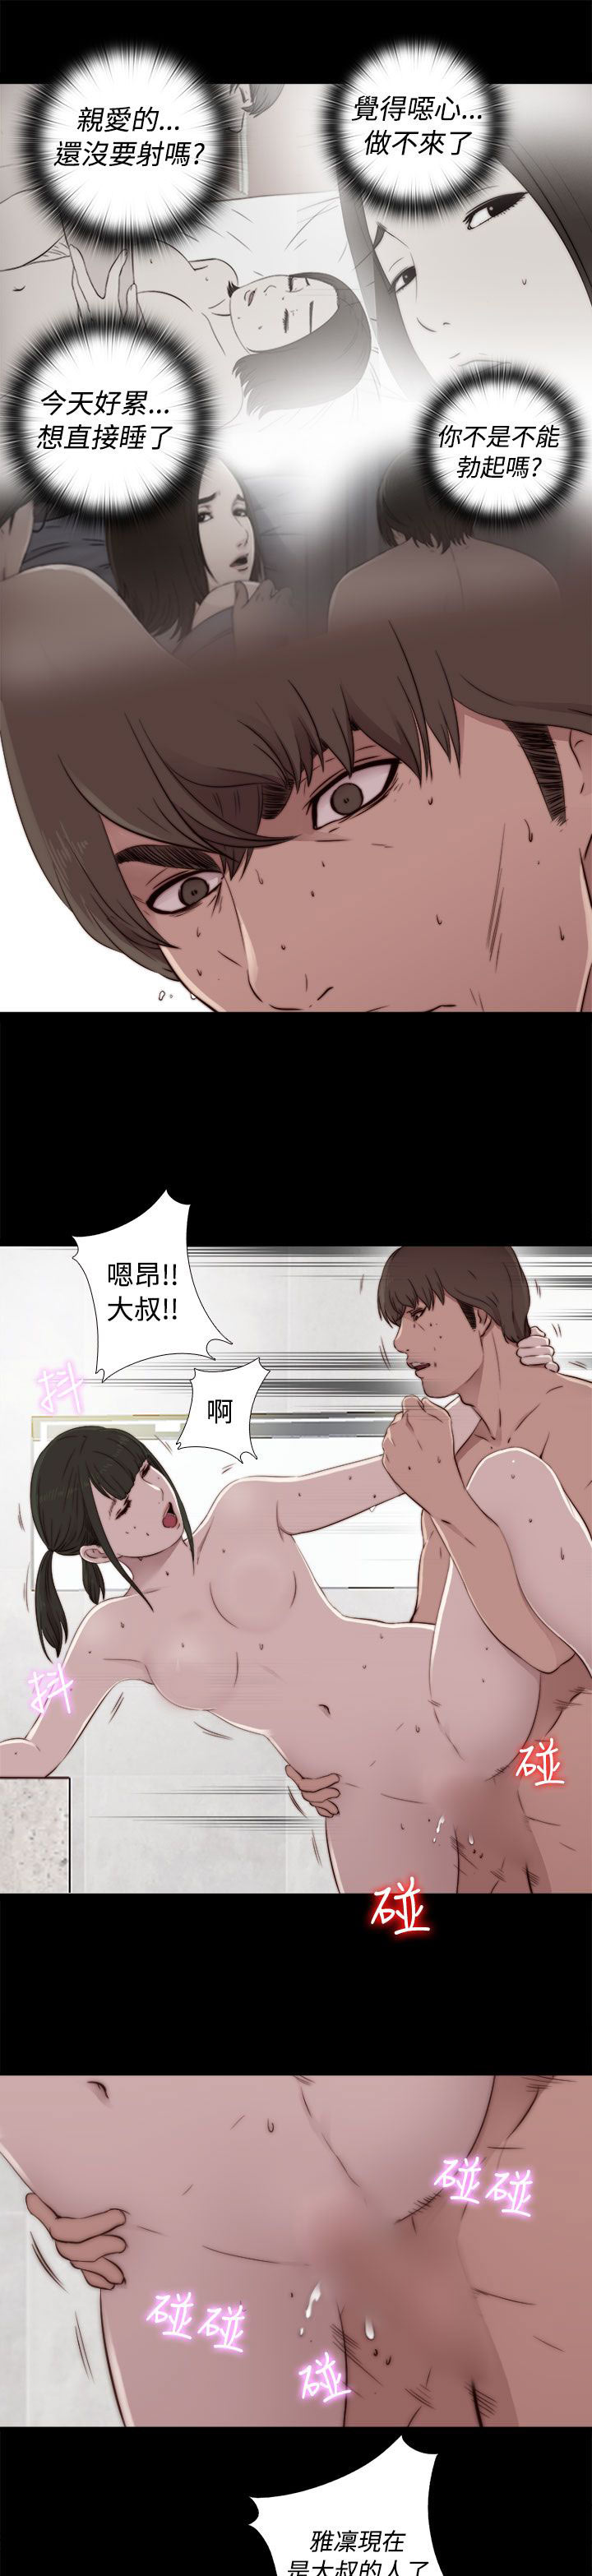 親愛的...
還沒要射嗎?
覺得噁心...
做不來了
今天好累...
想直接睡了
你不是不能
勃起嗎?
嗯昂!!
大叔!!
抖
啊
抖
碰
碰
碰碰
碰碰
碰
雅凜現在
是大叔的人了